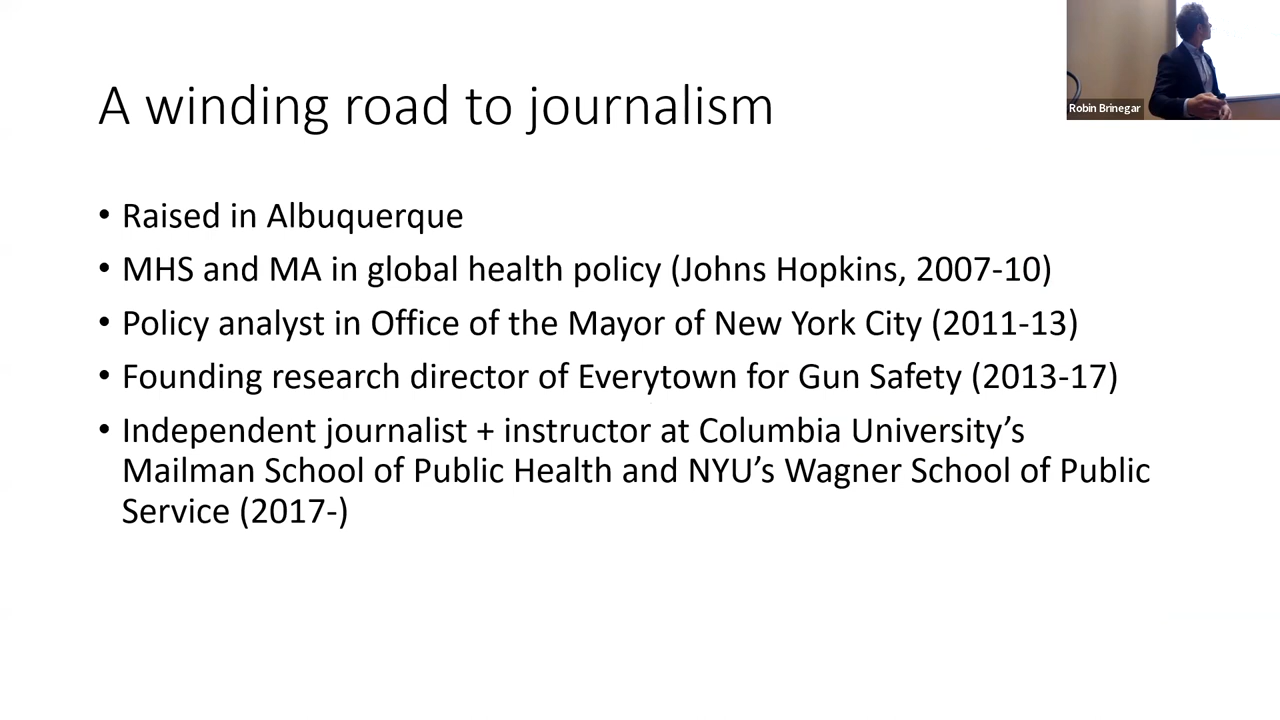 A winding road to journalism
Robin Brinegar
• Raised in Albuquerque
• MHS and MA in global health policy (Johns Hopkins, 2007-10)
• Policy analyst in Office of the Mayor of New York City (2011-13)
• Founding research director of Everytown for Gun Safety (2013-17)
• Independent journalist + instructor at Columbia University’s
Mailman School of Public Health and NYU’s Wagner School of Public
Service (2017-)